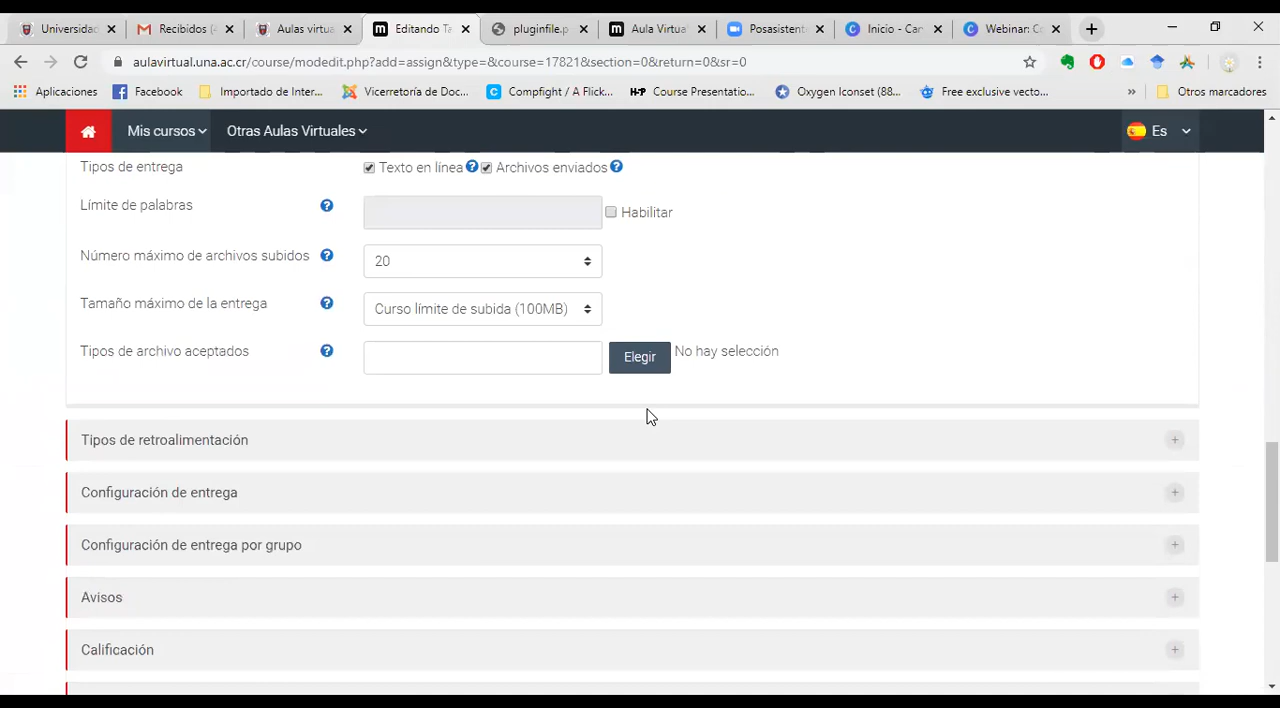 Universidad
Recibidos (4
Aulas virtua
Editando Ta
pluginfile.p
Aula Virtual
Posasistent
Inicio - Can
Webinar: Co
aulavirtual.una.ac.cr/course/modedit.php?add=assign&type=&course=17821&section=0&return=0&sr=0
Aplicaciones
Facebook
Importado de Inter...
Vicerretoría de Doc...
Compfight / A Flick...
H-P Course Presentatio...
Oxygen Iconset (88...
Free exclusive vecto...
»
Otros marcadores
Mis cursos
Otras Aulas Virtuales
Es
Tipos de entrega
Texto en línea
Archivos enviados
Límite de palabras
Habilitar
Número máximo de archivos subidos
20
Tamaño máximo de la entrega
Curso límite de subida (100MB)
Tipos de archivo aceptados
Elegir
No hay selección
Tipos de retroalimentación
Configuración de entrega
Configuración de entrega por grupo
Avisos
Calificación